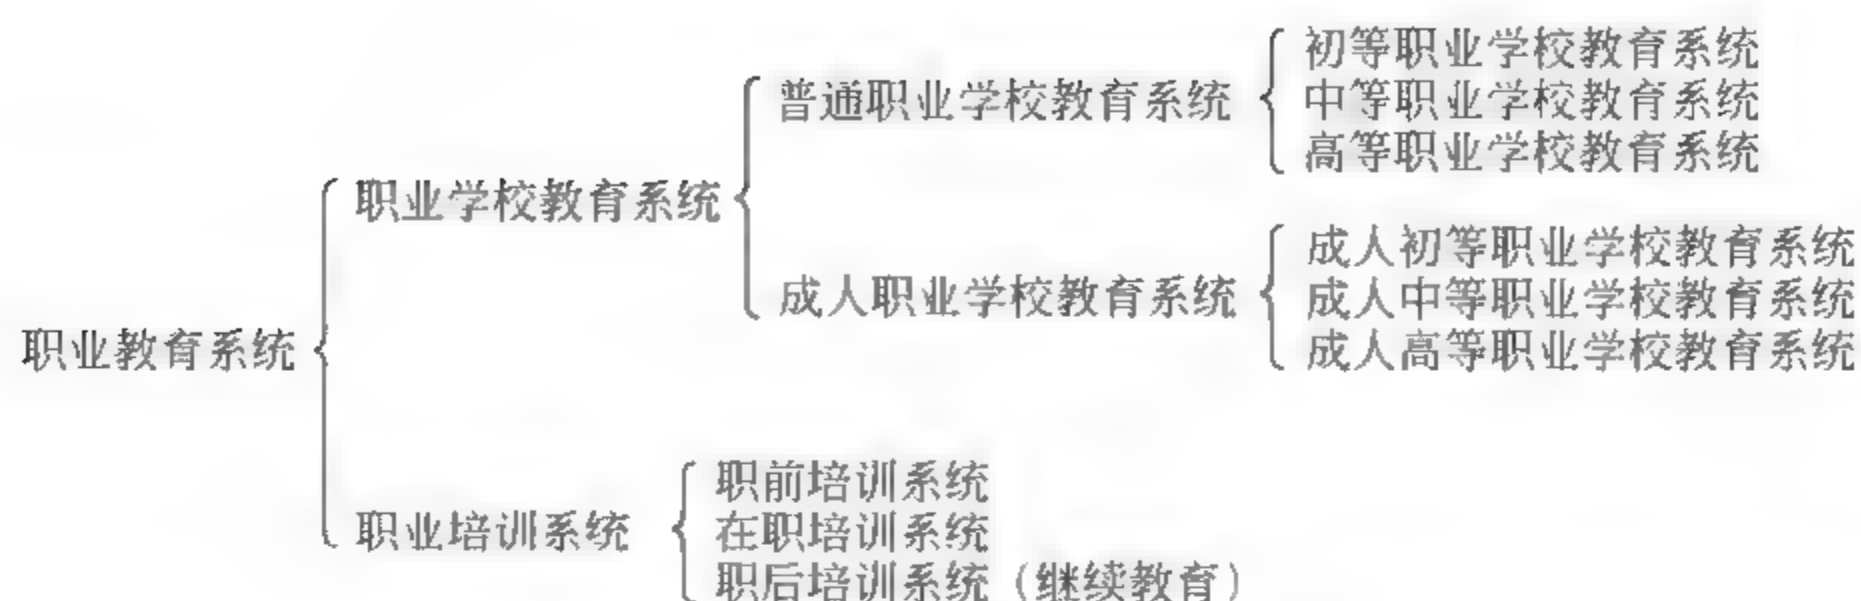 初等职业学校教育系统
普通职业学校教育系统
中等职业学校教育系统
高等职业学校教育系统
职业学校教育系统
成人初等职业学校教育系统
成人职业学校教育系统
成人中等职业学校教育系统
成人高等职业学校教育系统
职业教育系统
职前培训系统
职业培训系统
在职培训系统
职后培训系统（继续教育）